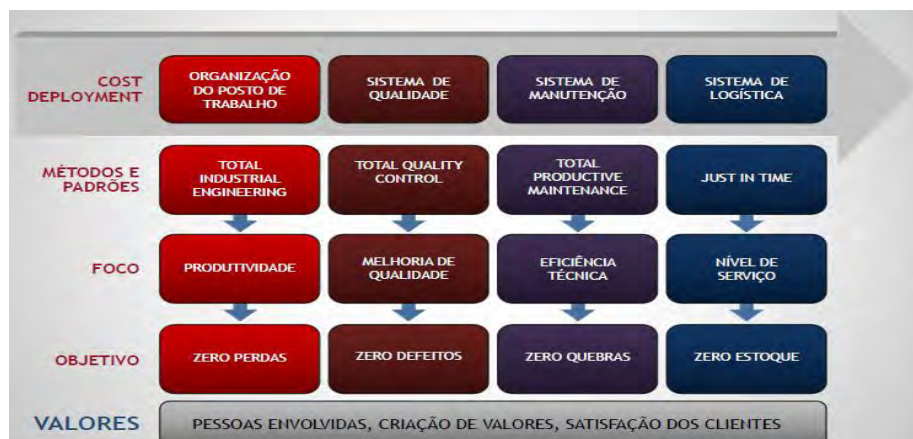 COST
DEPLOYMENT
ORGANIZAÇÃO
DO POSTO DE
TRABALHO
SISTEMA DE
QUALIDADE
SISTEMA DE
MANUTENÇÃO
SISTEMA DE
LOGÍSTICA
MÉTODOS E
PADRÕES
TOTAL
INDUSTRIAL
ENGINEERING
TOTAL QUALITY
CONTROL
TOTAL
PRODUCTIVE
MAINTENANCE
JUST IN TIME
FOCO
PRODUTIVIDADE
MELHORIA DE
QUALIDADE
EFICIÊNCIA
TÉCNICA
NÍVEL DE
SERVIÇO
OBJETIVO
ZERO PERDAS
ZERO DEFEITOS
ZERO QUEBRAS
ZERO ESTOQUE
VALORES
PESSOAS ENVOLVIDAS, CRIAÇÃO DE VALORES, SATISFAÇÃO DOS CLIENTES